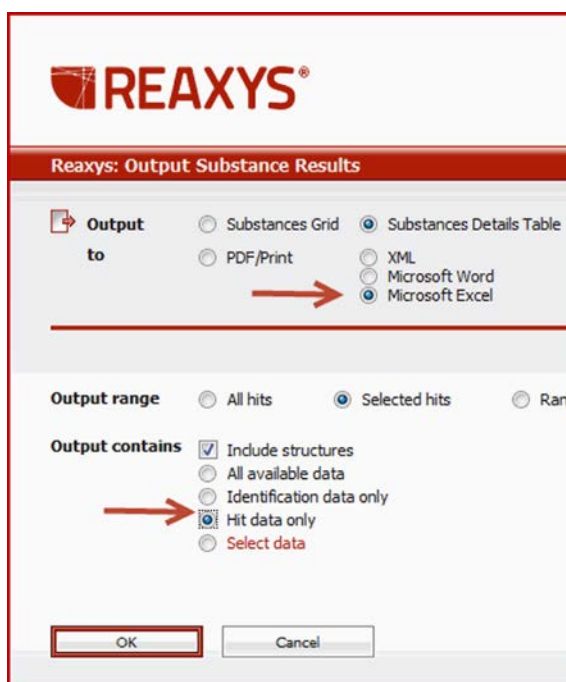 REAXYS®
Reaxys: Output Substance Results
Output to
Substances Grid
Substances Details Table
PDF/Print
XML
Microsoft Word
Microsoft Excel
Output range
All hits
Selected hits
Ran
Output contains
Include structures
All available data
Identification data only
Hit data only
Select data
OK
Cancel